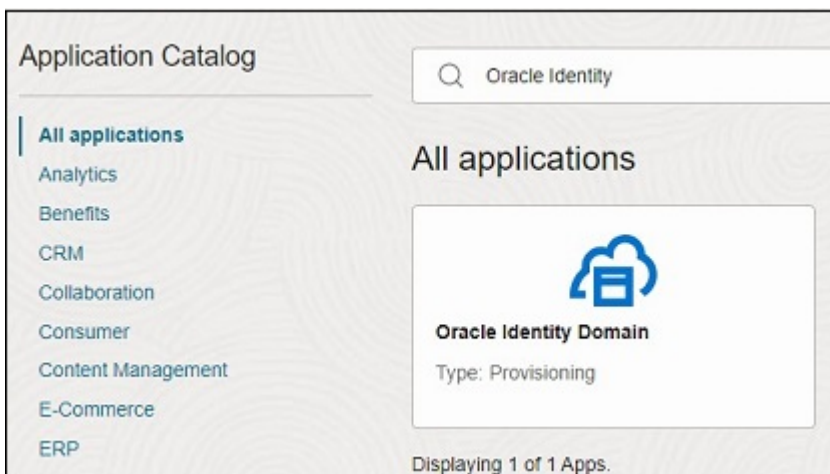 Application Catalog
All applications
Analytics
Benefits
CRM
Collaboration
Consumer
Content Management
E-Commerce
ERP
Oracle Identity
All applications
Oracle Identity Domain
Type: Provisioning
Displaying 1 of 1 Apps.